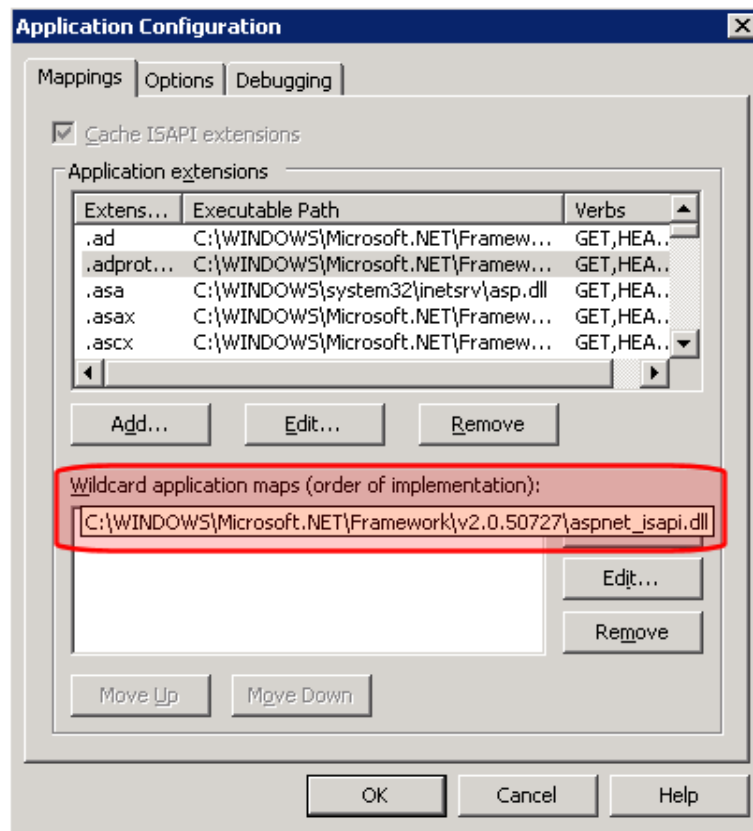 Application Configuration
Mappings Options Debugging
Cache ISAPI extensions
Application extensions
Extens... Executable Path Verbs
.ad C:\WINDOWS\Microsoft.NET\Framew... GET,HEA..
.adprot... C:\WINDOWS\Microsoft.NET\Framew... GET,HEA..
.asa C:\WINDOWS\system32\inetsrv\asp.dll GET,HEA..
.asax C:\WINDOWS\Microsoft.NET\Framew... GET,HEA..
.ascx C:\WINDOWS\Microsoft.NET\Framew... GET,HEA..
Add... Edit... Remove
Wildcard application maps (order of implementation):
C:\WINDOWS\Microsoft.NET\Framework\v2.0.50727\aspnet_isapi.dll
Edit...
Remove
Move Up Move Down
OK Cancel Help